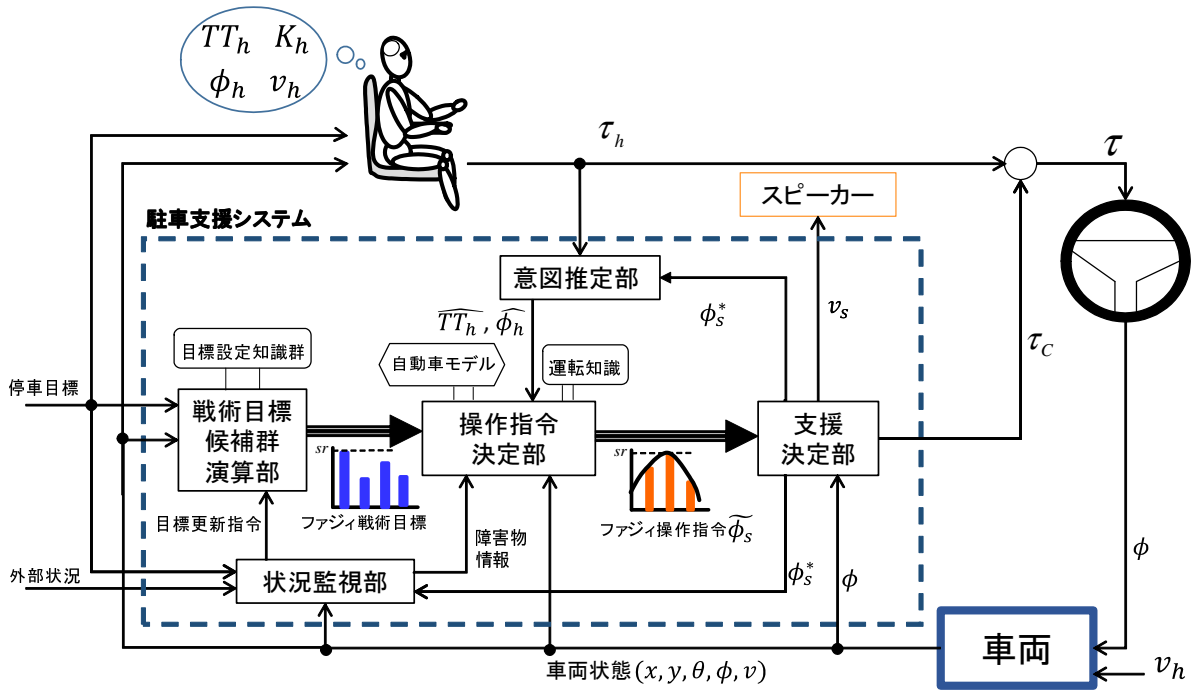 TT_h K_h
ϕ_h v_h
τ_h
τ
スピーカー
駐車支援システム
意図推定部
ϕ_s^*
v_s
\widehat{TT_h} , \widehat{ϕ_h}
τ_C
目標設定知識群
自動車モデル
運転知識
停車目標
戦術目標
候補群
演算部
操作指令
決定部
支援
決定部
sr
sr
ファジィ戦術目標
ファジィ操作指令 \widetilde{ϕ_s}
目標更新指令
障害物
情報
外部状況
状況監視部
ϕ_s^*
ϕ
ϕ
車両
車両状態(x, y, θ, ϕ, v)
v_h